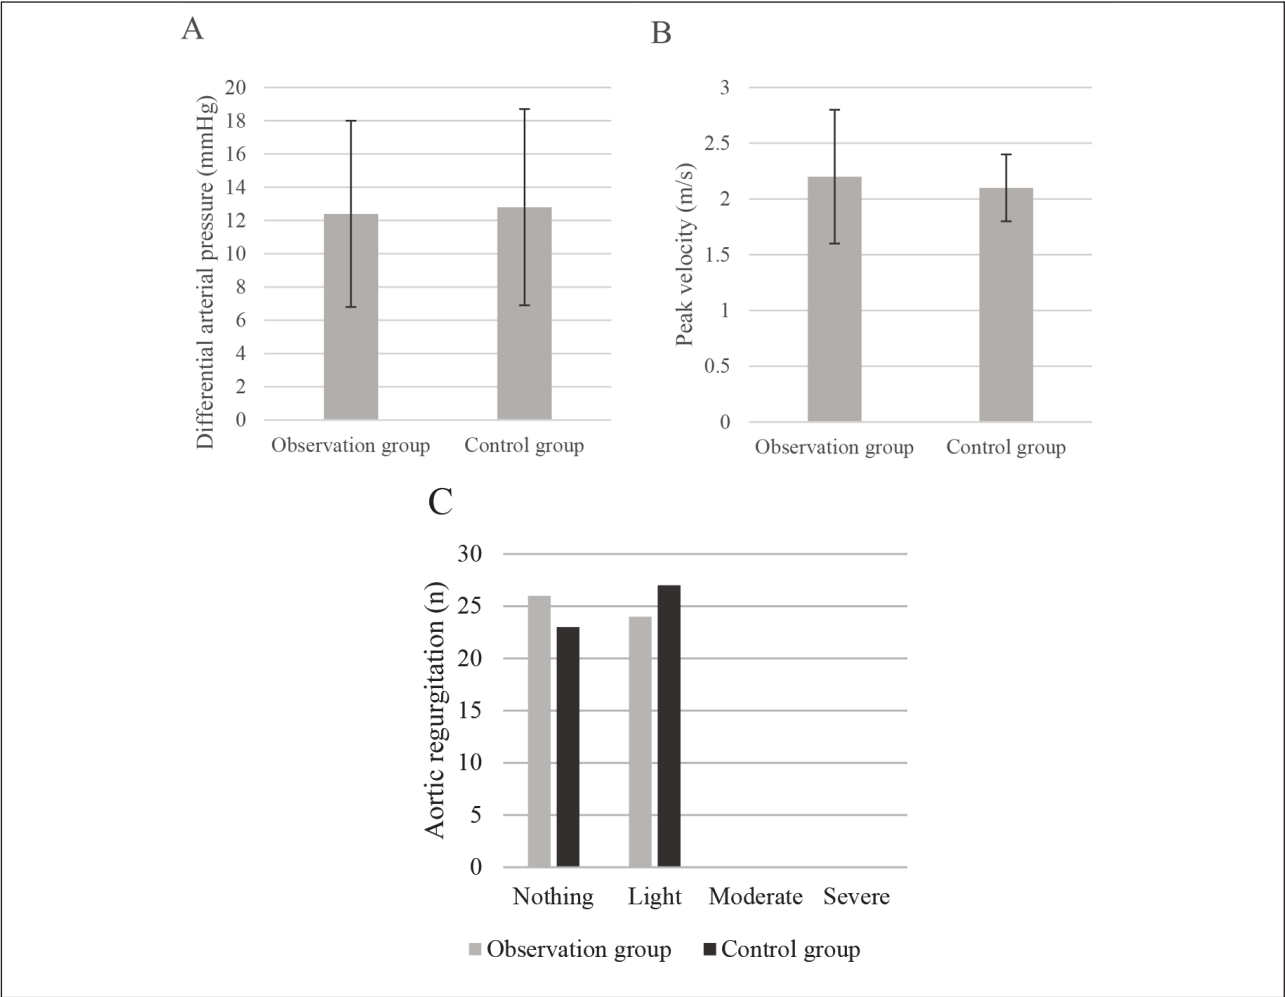 A
Differential arterial pressure (mmHg)
20
18
16
14
12
10
8
6
4
2
0
Observation group Control group
B
Peak velocity (m/s)
3
2.5
2
1.5
1
0.5
0
Observation group Control group
C
Aortic regurgitation (n)
30
25
20
15
10
5
0
Nothing Light Moderate Severe
Observation group Control group